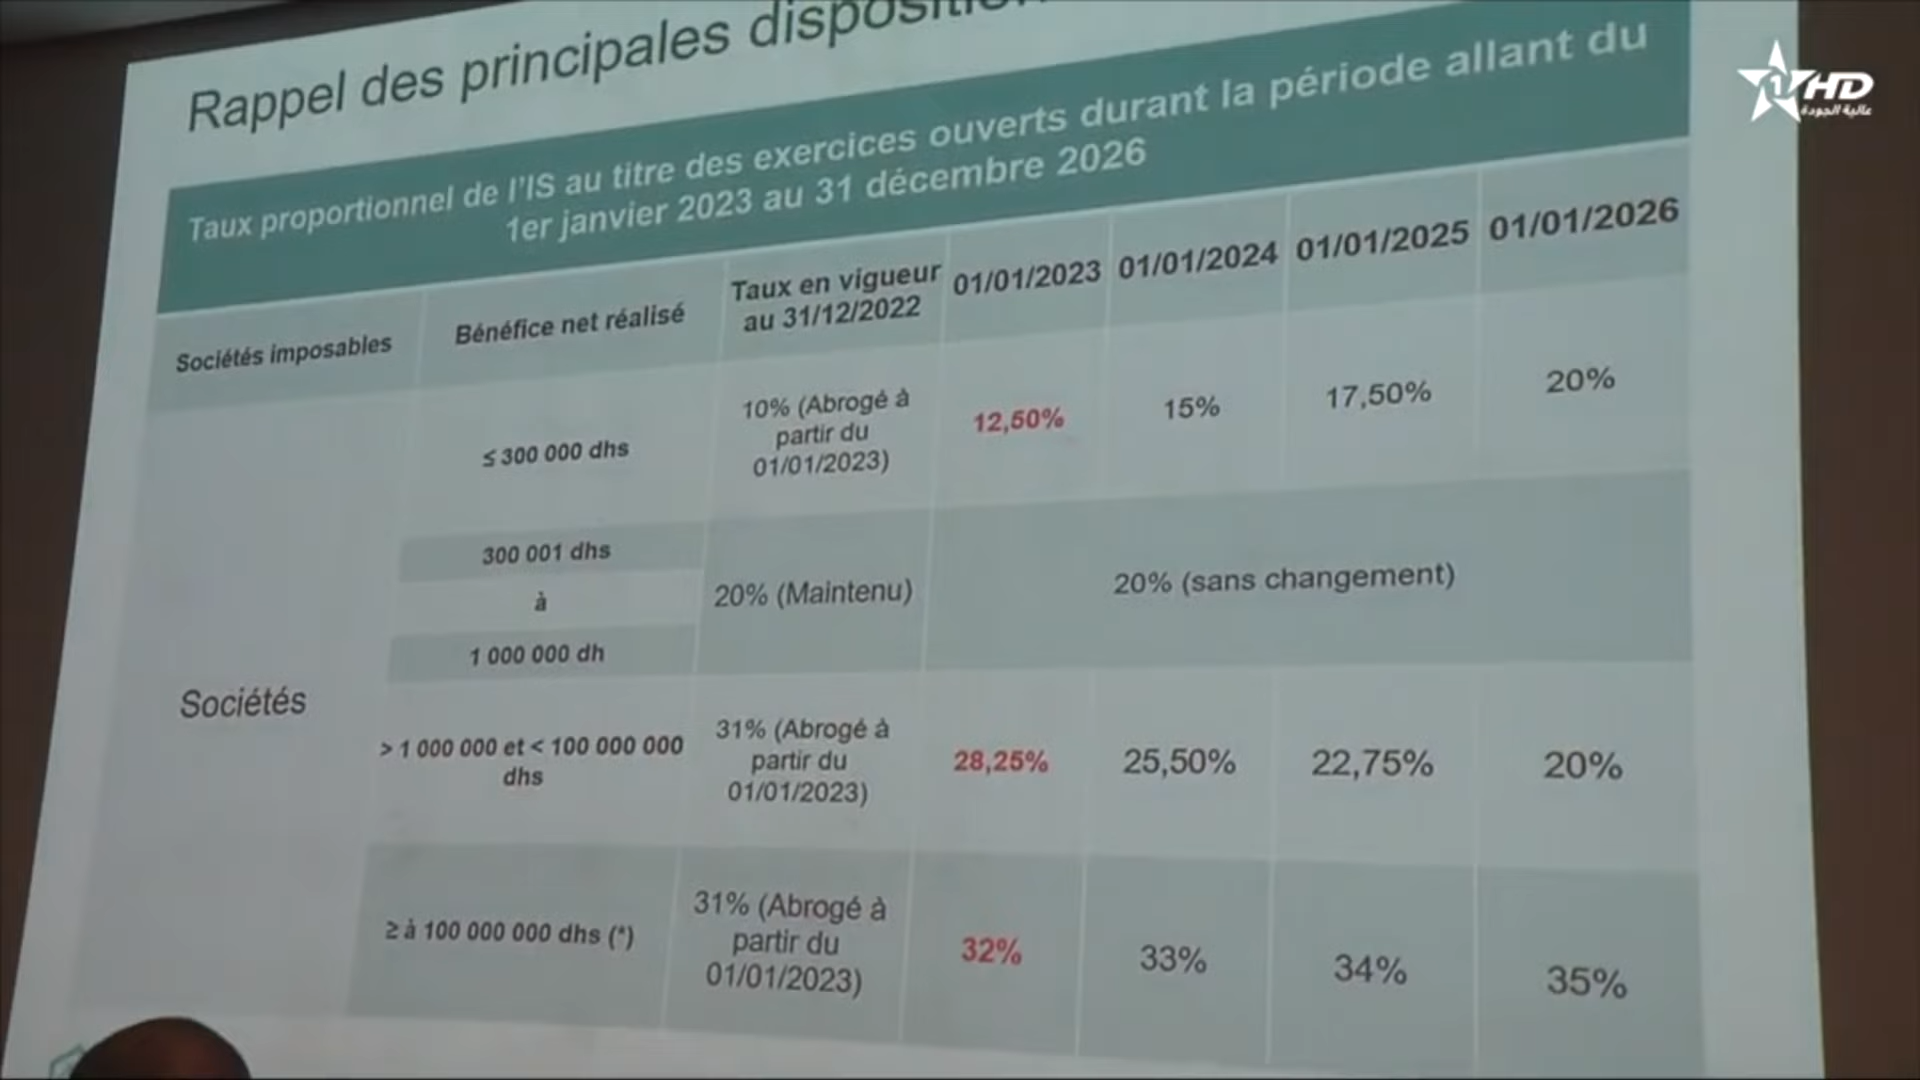 Rappel des principales
Taux proportionnel de l'IS au titre des exercices ouverts durant la période allant du
1er janvier 2023 au 31 décembre 2026
Sociétés imposables
Bénéfice net réalisé
Taux en vigueur
au 31/12/2022
01/01/2023
01/01/2024
01/01/2025
01/01/2026
Sociétés
≤ 300 000 dhs
10% (Abrogé à
partir du
01/01/2023)
12,50%
15%
17,50%
20%
300 001 dhs
à
1 000 000 dh
20% (Maintenu)
20% (sans changement)
> 1 000 000 et < 100 000 000
dhs
31% (Abrogé à
partir du
01/01/2023)
28,25%
25,50%
22,75%
20%
≥ à 100 000 000 dhs (*)
31% (Abrogé à
partir du
01/01/2023)
32%
33%
34%
35%
1 HD
عالية الجودة